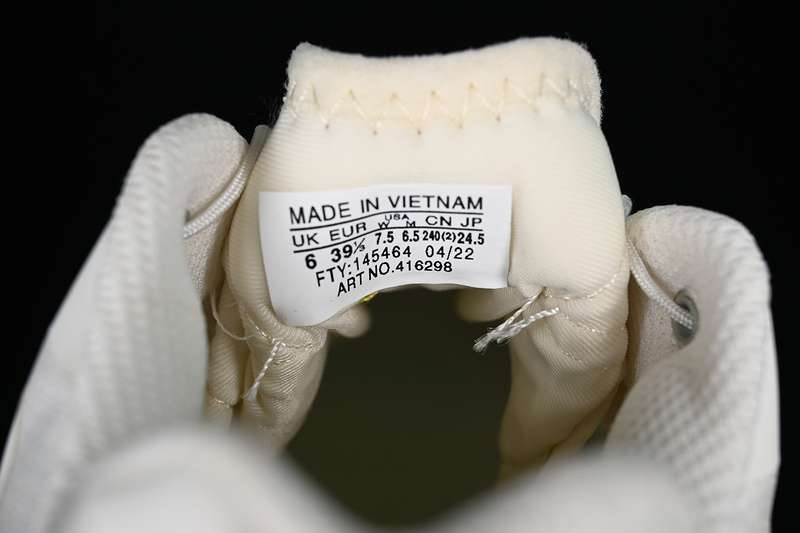 MADE IN VIETNAM
USA
UK EUR W M CN JP
6 39⅓ 7.5 6.5 240(2) 24.5
FTY:145464 04/22
ART NO.416298